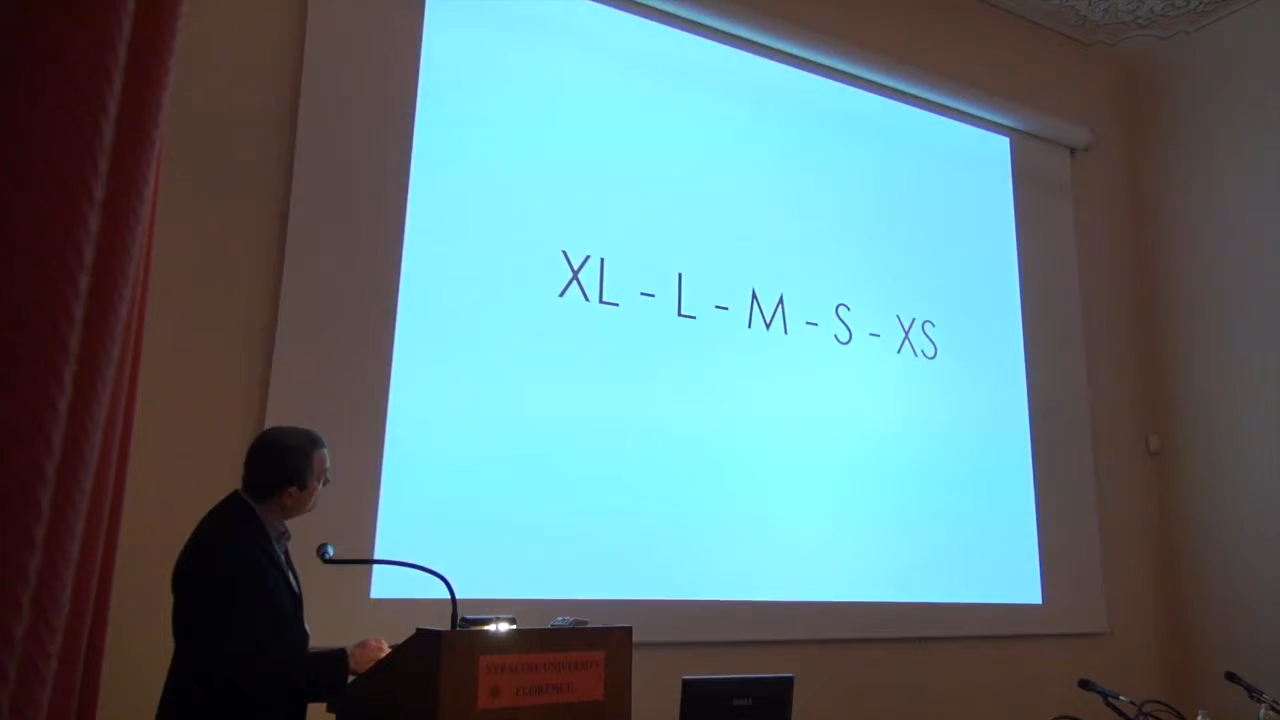 XL - L - M - S - XS
SYRACUSE UNIVERSITY
FLORENCE